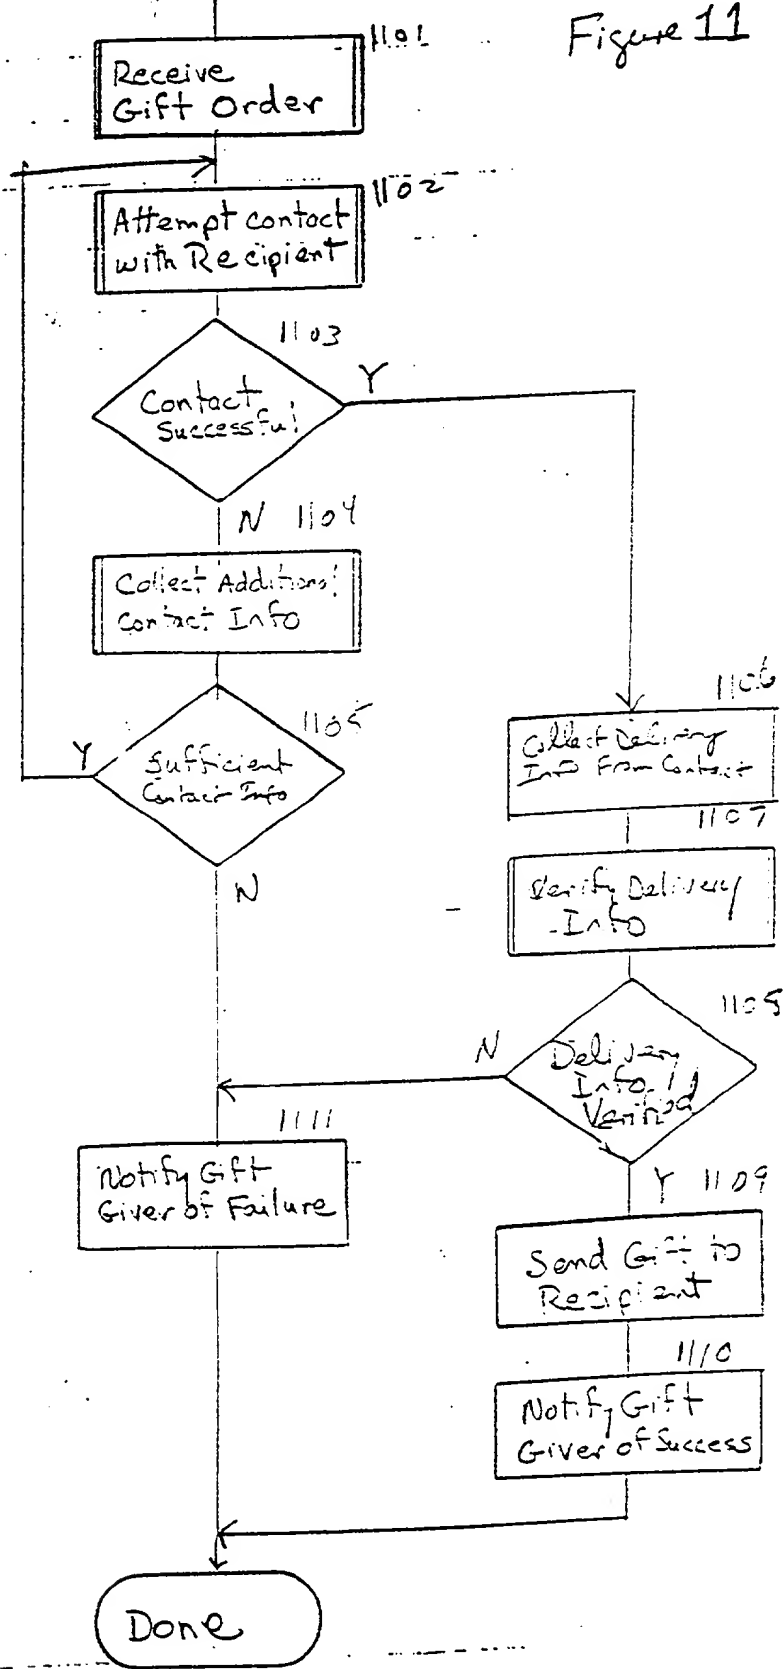 Figure 11
1101
Receive
Gift Order
1102
Attempt contact
with Recipient
1103
Contact
Successful
Y
N 1104
Collect Additional
Contact Info
1105
Sufficient
Contact Info
Y
N
1106
Collect Delivery
Info From Contact
1107
Verify Delivery
Info
1108
Delivery
Info
Verified
N
Y 1109
Send Gift to
Recipient
1110
Notify Gift
Giver of Success
1111
Notify Gift
Giver of Failure
Done